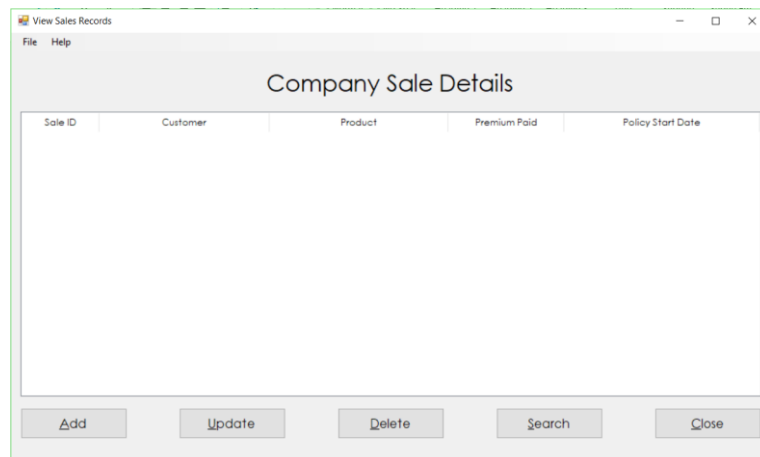 View Sales Records
File Help
Company Sale Details
Sale ID Customer Product Premium Paid Policy Start Date
Add Update Delete Search Close